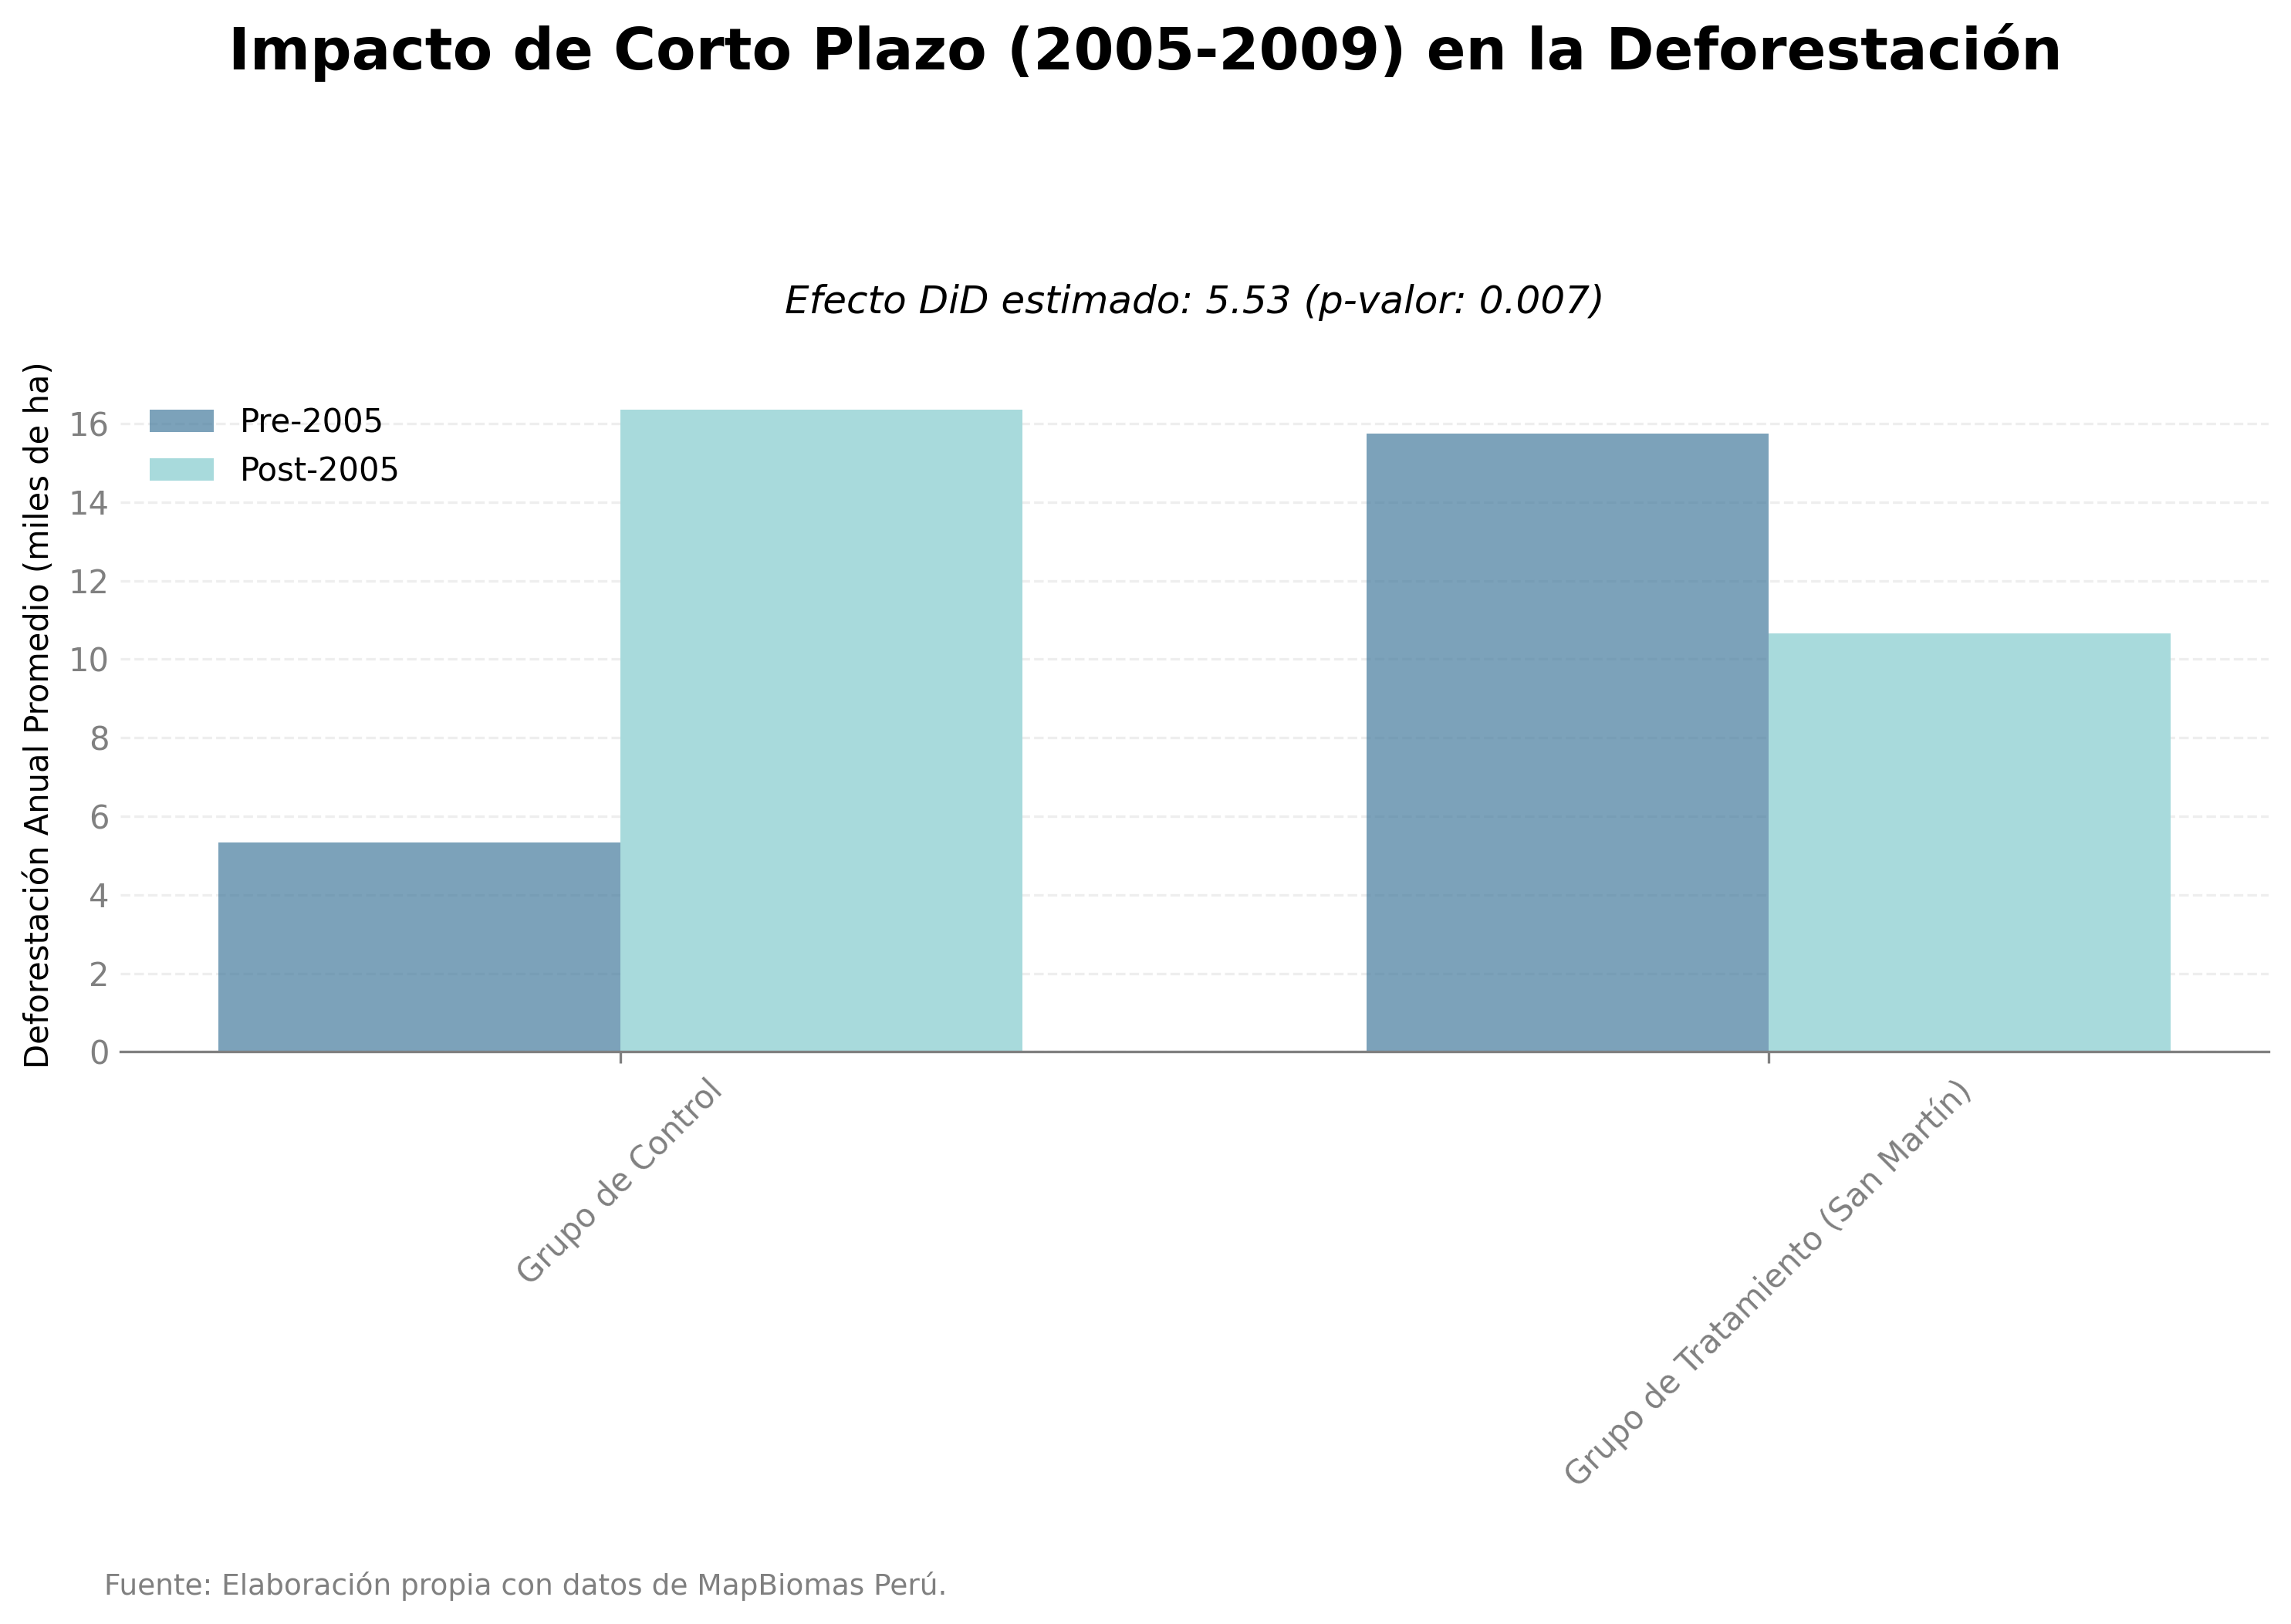 Impacto de Corto Plazo (2005-2009) en la Deforestación
Efecto DiD estimado: 5.53 (p-valor: 0.007)
Deforestación Anual Promedio (miles de ha)
16
14
12
10
8
6
4
2
0
Pre-2005
Post-2005
Grupo de Control
Grupo de Tratamiento (San Martín)
Fuente: Elaboración propia con datos de MapBiomas Perú.